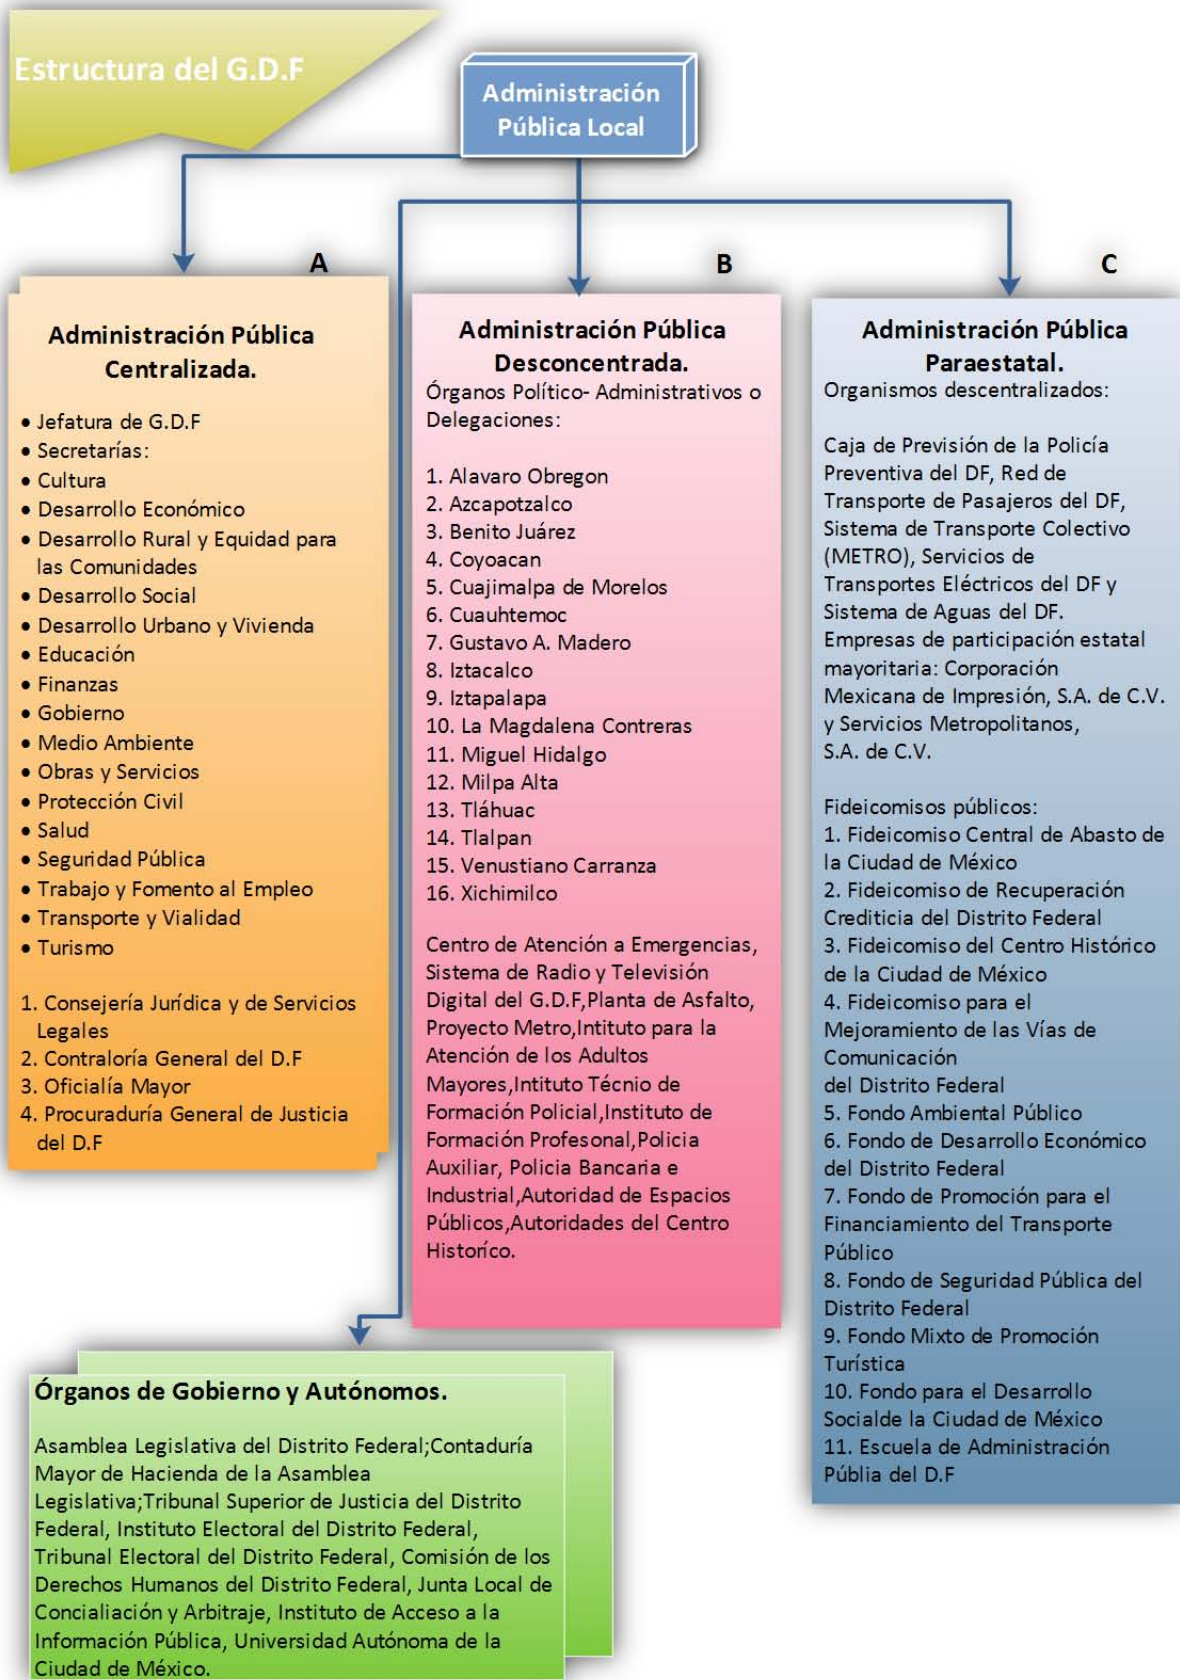 Estructura del G.D.F
Administración
Pública Local
A
Administración Pública
Centralizada.
• Jefatura de G.D.F
• Secretarías:
• Cultura
• Desarrollo Económico
• Desarrollo Rural y Equidad para
las Comunidades
• Desarrollo Social
• Desarrollo Urbano y Vivienda
• Educación
• Finanzas
• Gobierno
• Medio Ambiente
• Obras y Servicios
• Protección Civil
• Salud
• Seguridad Pública
• Trabajo y Fomento al Empleo
• Transporte y Vialidad
• Turismo
1. Consejería Jurídica y de Servicios
Legales
2. Contraloría General del D.F
3. Oficialía Mayor
4. Procuraduría General de Justicia
del D.F
B
Administración Pública
Desconcentrada.
Órganos Político- Administrativos o
Delegaciones:
1. Alavaro Obregon
2. Azcapotzalco
3. Benito Juárez
4. Coyoacan
5. Cuajimalpa de Morelos
6. Cuauhtemoc
7. Gustavo A. Madero
8. Iztacalco
9. Iztapalapa
10. La Magdalena Contreras
11. Miguel Hidalgo
12. Milpa Alta
13. Tláhuac
14. Tlalpan
15. Venustiano Carranza
16. Xichimilco
Centro de Atención a Emergencias,
Sistema de Radio y Televisión
Digital del G.D.F,Planta de Asfalto,
Proyecto Metro,Intituto para la
Atención de los Adultos
Mayores,Intituto Técnio de
Formación Policial,Instituto de
Formación Profesonal,Policia
Auxiliar, Policia Bancaria e
Industrial,Autoridad de Espacios
Públicos,Autoridades del Centro
Historíco.
C
Administración Pública
Paraestatal.
Organismos descentralizados:
Caja de Previsión de la Policía
Preventiva del DF, Red de
Transporte de Pasajeros del DF,
Sistema de Transporte Colectivo
(METRO), Servicios de
Transportes Eléctricos del DF y
Sistema de Aguas del DF.
Empresas de participación estatal
mayoritaria: Corporación
Mexicana de Impresión, S.A. de C.V.
y Servicios Metropolitanos,
S.A. de C.V.
Fideicomisos públicos:
1. Fideicomiso Central de Abasto de
la Ciudad de México
2. Fideicomiso de Recuperación
Crediticia del Distrito Federal
3. Fideicomiso del Centro Histórico
de la Ciudad de México
4. Fideicomiso para el
Mejoramiento de las Vías de
Comunicación
del Distrito Federal
5. Fondo Ambiental Público
6. Fondo de Desarrollo Económico
del Distrito Federal
7. Fondo de Promoción para el
Financiamiento del Transporte
Público
8. Fondo de Seguridad Pública del
Distrito Federal
9. Fondo Mixto de Promoción
Turística
10. Fondo para el Desarrollo
Socialde la Ciudad de México
11. Escuela de Administración
Públia del D.F
Órganos de Gobierno y Autónomos.
Asamblea Legislativa del Distrito Federal;Contaduría
Mayor de Hacienda de la Asamblea
Legislativa;Tribunal Superior de Justicia del Distrito
Federal, Instituto Electoral del Distrito Federal,
Tribunal Electoral del Distrito Federal, Comisión de los
Derechos Humanos del Distrito Federal, Junta Local de
Concialiación y Arbitraje, Instituto de Acceso a la
Información Pública, Universidad Autónoma de la
Ciudad de México.